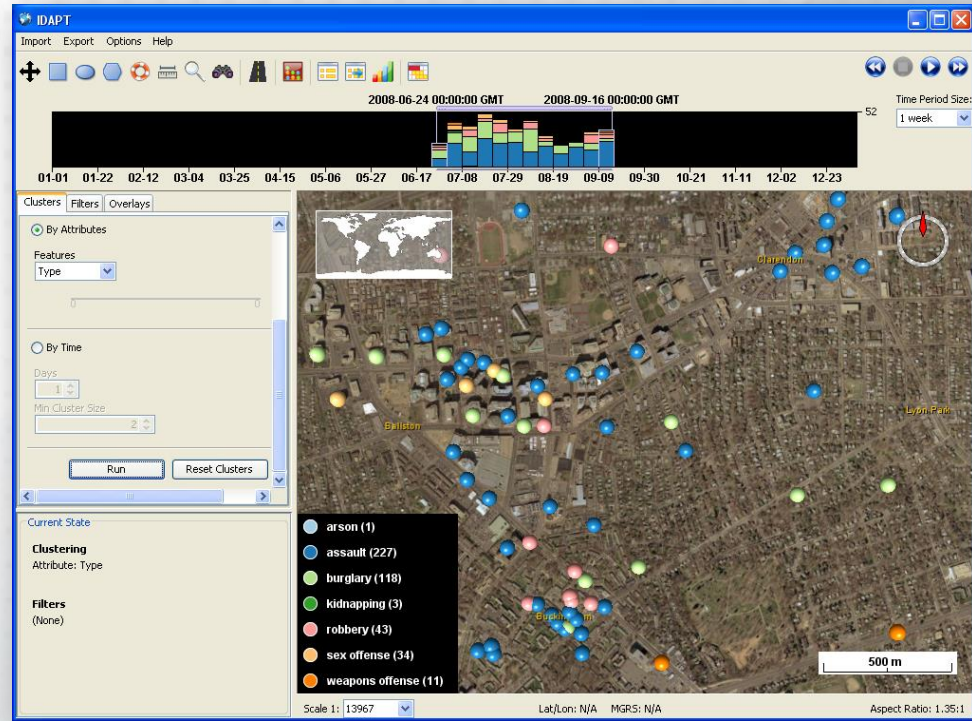 IDAPT
Import Export Options Help
2008-06-24 00:00:00 GMT 2008-09-16 00:00:00 GMT
Time Period Size:
52
1 week
01-01 01-22 02-12 03-04 03-25 04-15 05-06 05-27 06-17 07-08 07-29 08-19 09-09 09-30 10-21 11-11 12-02 12-23
Clusters Filters Overlays
By Attributes
Features
Type
0 0
By Time
Days
1
Min Cluster Size
2
Run Reset Clusters
Current State
Clustering
Attribute: Type
Filters
(None)
Clarendon
Lyon Park
Ballston
arson (1)
assault (227)
burglary (118)
kidnapping (3)
robbery (43)
sex offense (34)
weapons offense (11)
500 m
Scale 1: 13967 Lat/Lon: N/A MGRS: N/A Aspect Ratio: 1.35:1